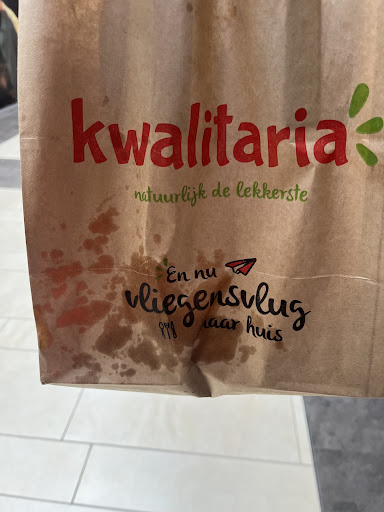 kwalitaria
natuurlijk de lekkerste
En nu
vliegensvlug
naar huis